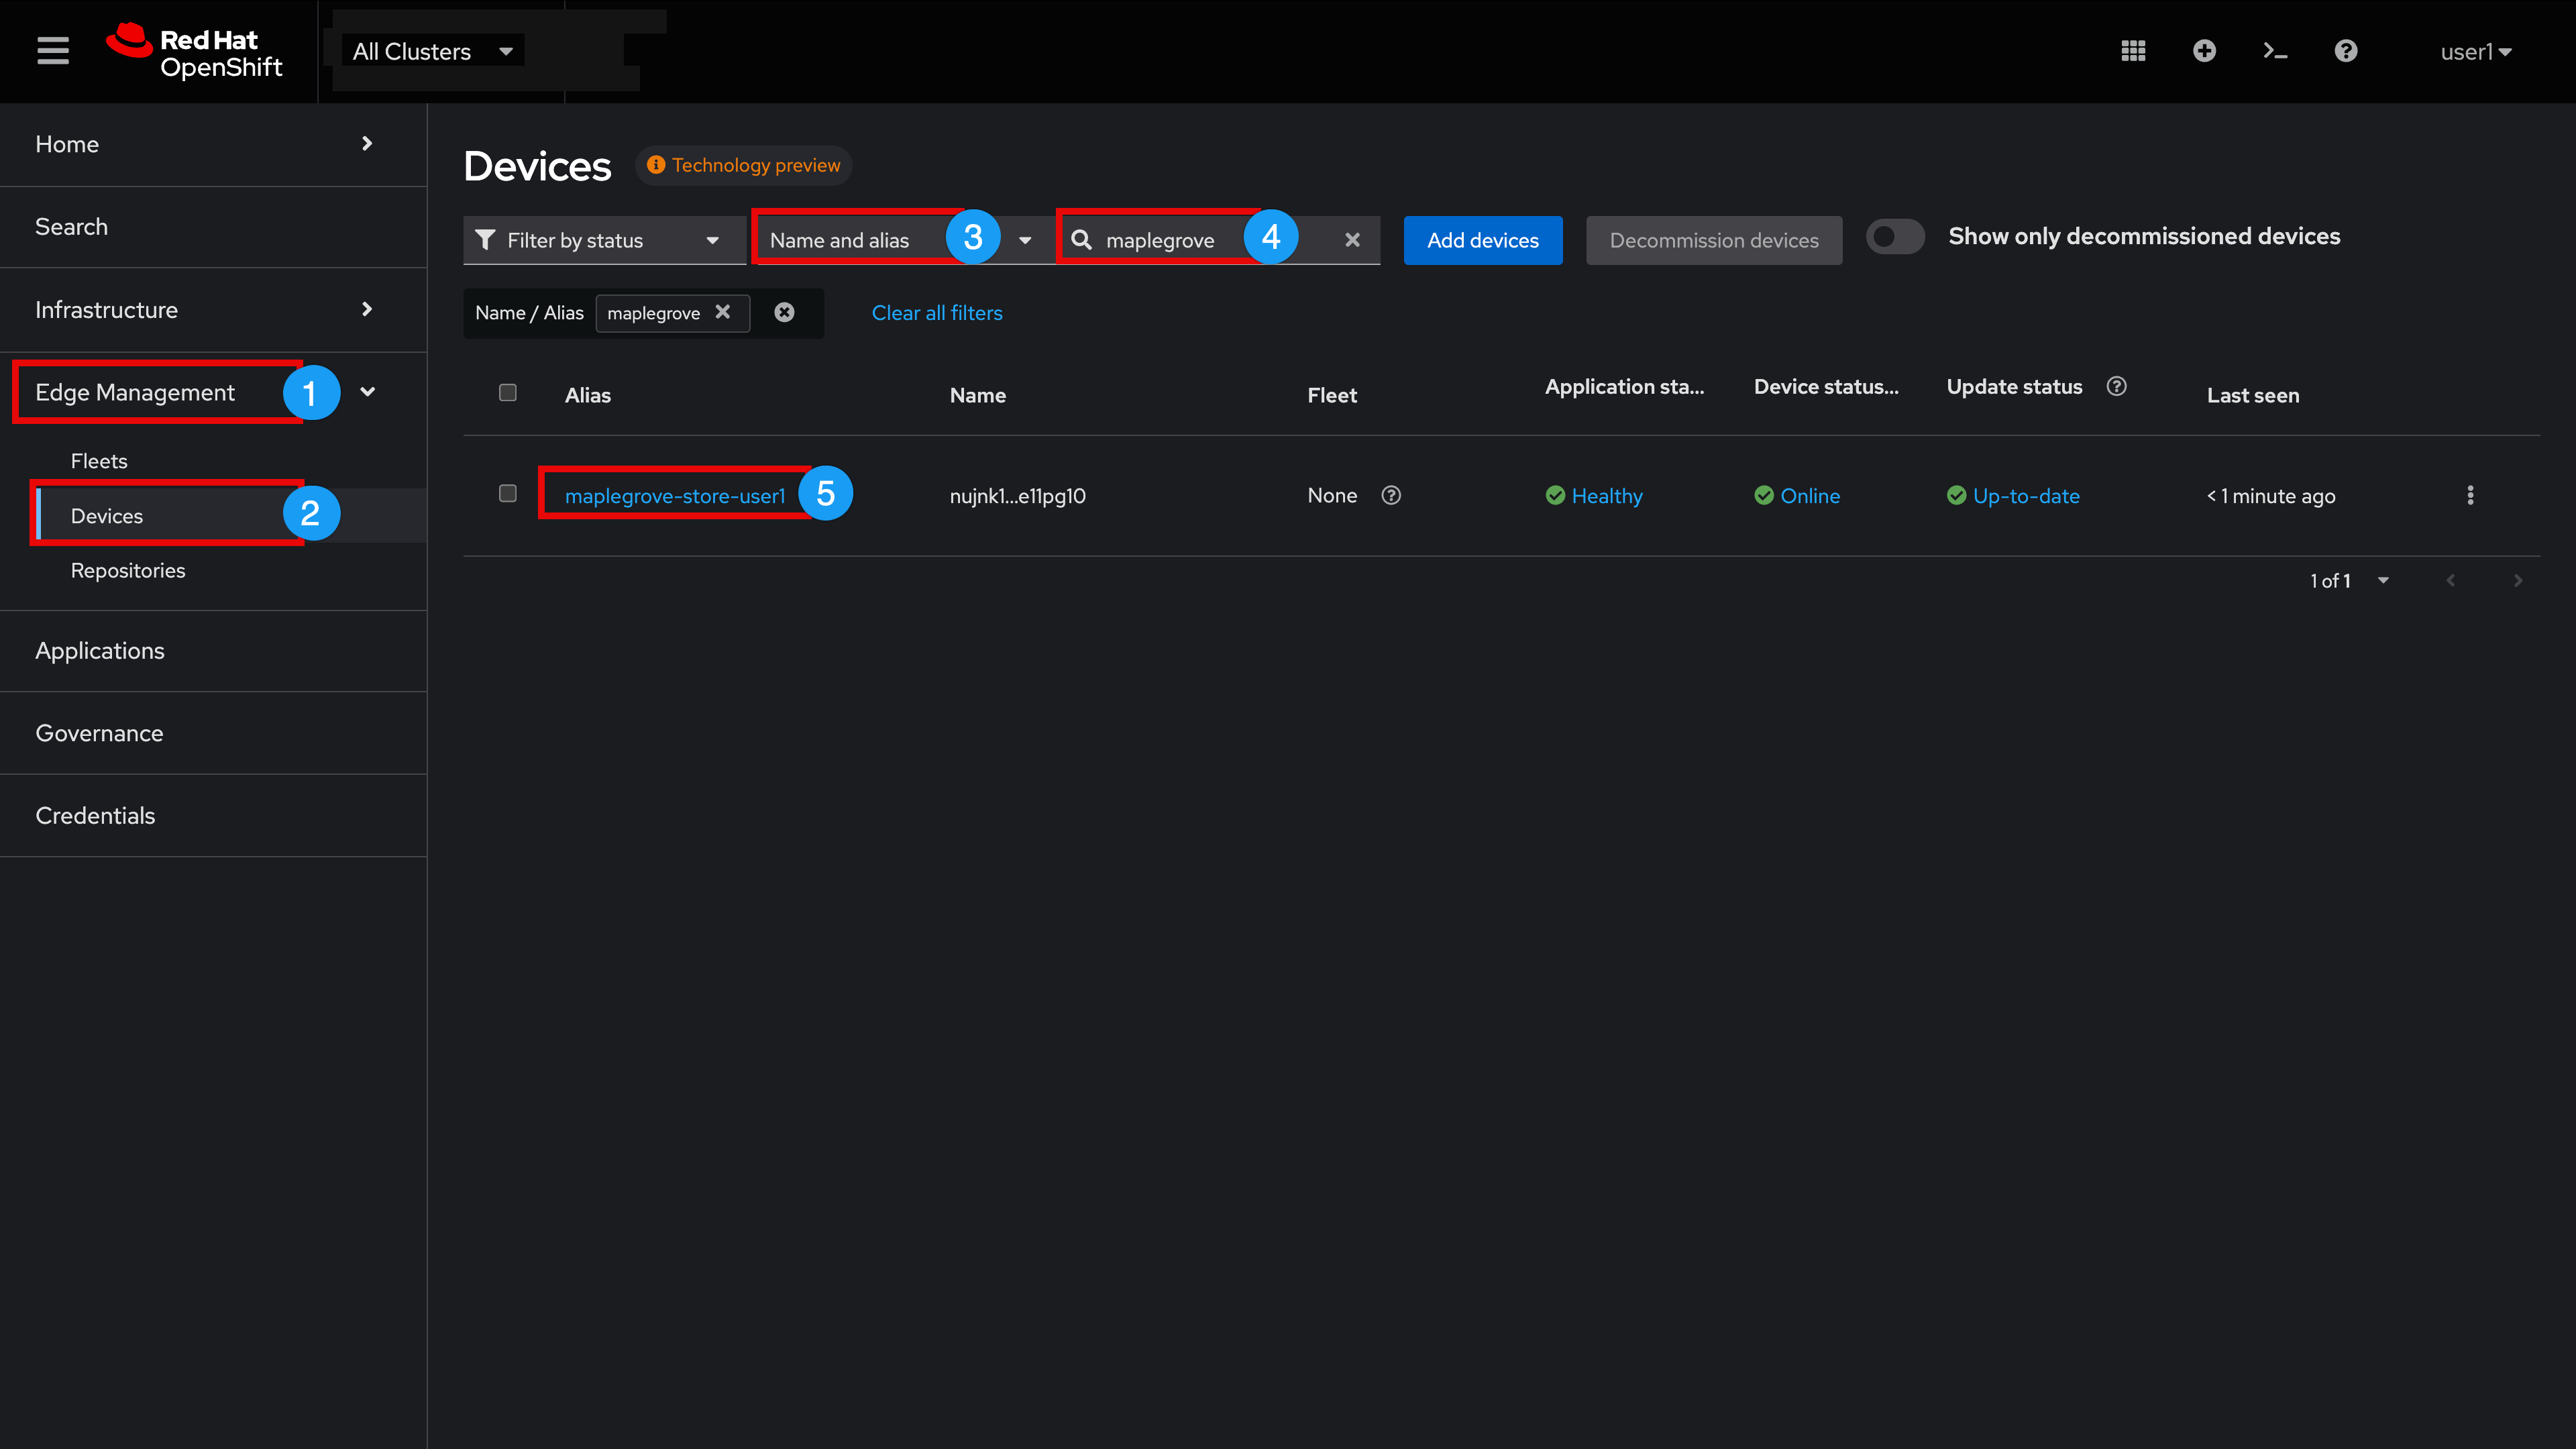 Red Hat
OpenShift
All Clusters
user1
Home
Search
Infrastructure
Edge Management 1
Fleets
Devices 2
Repositories
Applications
Governance
Credentials
Devices Technology preview
Filter by status Name and alias 3 maplegrove 4 Add devices Decommission devices Show only decommissioned devices
Name / Alias maplegrove Clear all filters
Alias Name Fleet Application sta... Device status... Update status Last seen
maplegrove-store-user1 5 nujnk1...e11pg10 None Healthy Online Up-to-date < 1 minute ago
1 of 1